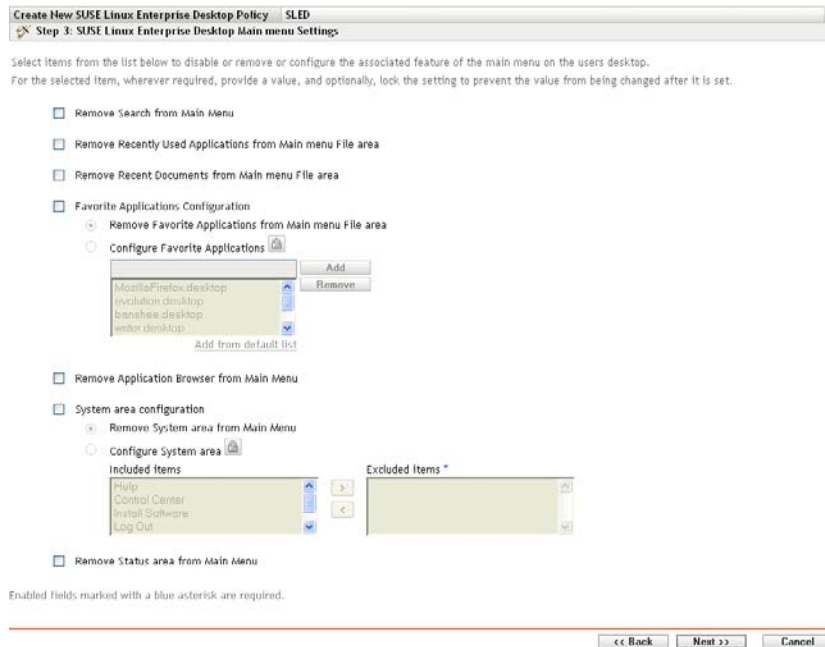 Create New SUSE Linux Enterprise Desktop Policy SLED
Step 3: SUSE Linux Enterprise Desktop Main menu Settings
Select items from the list below to disable or remove or configure the associated feature of the main menu on the users desktop.
For the selected item, wherever required, provide a value, and optionally, lock the setting to prevent the value from being changed after it is set.
Remove Search from Main Menu
Remove Recently Used Applications from Main menu File area
Remove Recent Documents from Main menu File area
Favorite Applications Configuration
Remove Favorite Applications from Main menu File area
Configure Favorite Applications
Add
MozillaFirefox.desktop
Remove
evolution.desktop
banshee.desktop
writer.desktop
Add from default list
Remove Application Browser from Main Menu
System area configuration
Remove System area from Main Menu
Configure System area
Included Items Excluded Items *
Help
Control Center
Install Software
Log Out
Remove Status area from Main Menu
Enabled fields marked with a blue asterisk are required.
<< Back Next >> Cancel